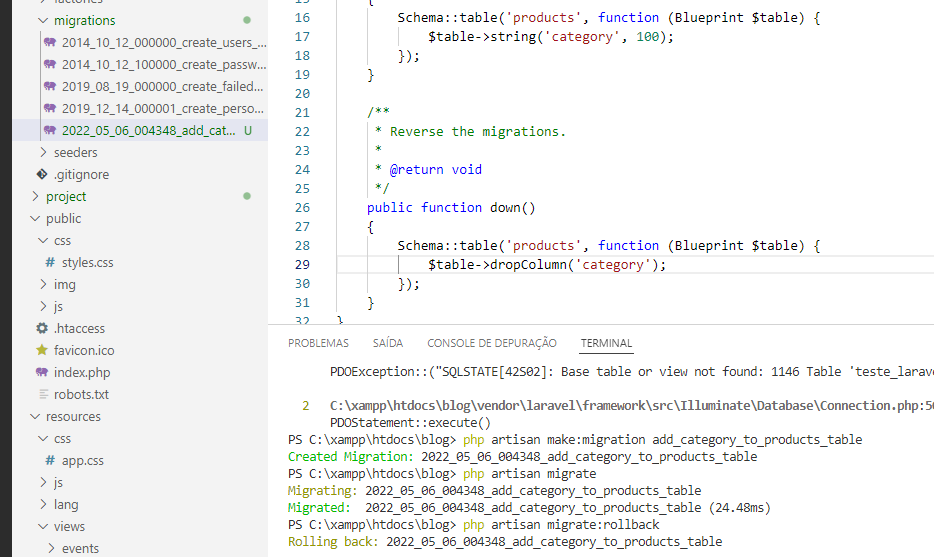 factories
migrations
2014_10_12_000000_create_users_...
2014_10_12_100000_create_passw...
2019_08_19_000000_create_failed...
2019_12_14_000001_create_perso...
2022_05_06_004348_add_cat... U
seeders
.gitignore
project
public
css
# styles.css
img
js
.htaccess
favicon.ico
index.php
robots.txt
resources
css
# app.css
js
lang
views
events
15 {
16 Schema::table('products', function (Blueprint $table) {
17 $table->string('category', 100);
18 });
19 }
20
21 /**
22 * Reverse the migrations.
23 *
24 * @return void
25 */
26 public function down()
27 {
28 Schema::table('products', function (Blueprint $table) {
29 $table->dropColumn('category');
30 });
31 }
32 }
PROBLEMAS SAÍDA CONSOLE DE DEPURAÇÃO TERMINAL
PDOException::("SQLSTATE[42S02]: Base table or view not found: 1146 Table 'teste_larave
2 C:\xampp\htdocs\blog\vendor\laravel\framework\src\Illuminate\Database\Connection.php:50
PDOStatement::execute()
PS C:\xampp\htdocs\blog> php artisan make:migration add_category_to_products_table
Created Migration: 2022_05_06_004348_add_category_to_products_table
PS C:\xampp\htdocs\blog> php artisan migrate
Migrating: 2022_05_06_004348_add_category_to_products_table
Migrated: 2022_05_06_004348_add_category_to_products_table (24.48ms)
PS C:\xampp\htdocs\blog> php artisan migrate:rollback
Rolling back: 2022_05_06_004348_add_category_to_products_table